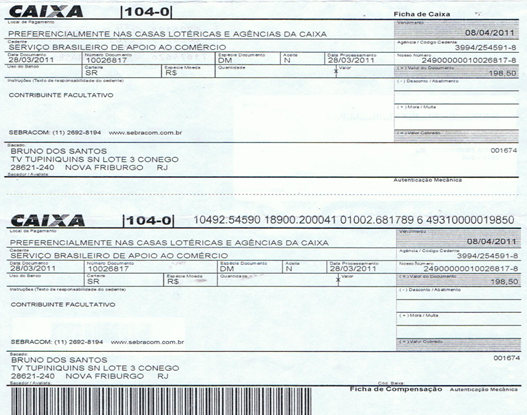 CAIXA |104-0| Ficha de Caixa
Local de Pagamento Vencimento
PREFERENCIALMENTE NAS CASAS LOTÉRICAS E AGÊNCIAS DA CAIXA 08/04/2011
Cedente Agência / Código Cedente
SERVIÇO BRASILEIRO DE APOIO AO COMÉRCIO 3994/254591-8
Data Documento Número Documento Espécie Documento Aceite Data Processamento Nosso Número
28/03/2011 10026817 DM N 28/03/2011 24900000010026817-8
Uso do Banco Carteira Espécie Moeda Quantidade Valor (=) Valor do Documento
SR R$ X 198,50
Instruções (Texto de responsabilidade do cedente) (-) Desconto / Abatimento
CONTRIBUINTE FACULTATIVO
(+) Mora / Multa
SEBRACOM: (11) 2692-8194 www.sebracom.com.br (=) Valor Cobrado
Sacado
BRUNO DOS SANTOS 001674
TV TUPINIQUINS SN LOTE 3 CONEGO
28621-240 NOVA FRIBURGO RJ
Sacador / Avalista Autenticação Mecânica
CAIXA |104-0| 10492.54590 18900.200041 01002.681789 6 49310000019850
Local de Pagamento Vencimento
PREFERENCIALMENTE NAS CASAS LOTÉRICAS E AGÊNCIAS DA CAIXA 08/04/2011
Cedente Agência / Código Cedente
SERVIÇO BRASILEIRO DE APOIO AO COMÉRCIO 3994/254591-8
Data Documento Número Documento Espécie Documento Aceite Data Processamento Nosso Número
28/03/2011 10026817 DM N 28/03/2011 24900000010026817-8
Uso do Banco Carteira Espécie Moeda Quantidade Valor (=) Valor do Documento
SR R$ X 198,50
Instruções (Texto de responsabilidade do cedente) (-) Desconto / Abatimento
CONTRIBUINTE FACULTATIVO
(+) Mora / Multa
SEBRACOM: (11) 2692-8194 www.sebracom.com.br (=) Valor Cobrado
Sacado
BRUNO DOS SANTOS 001674
TV TUPINIQUINS SN LOTE 3 CONEGO
28621-240 NOVA FRIBURGO RJ
Sacador / Avalista Cód. Baixa
Ficha de Compensação Autenticação Mecânica